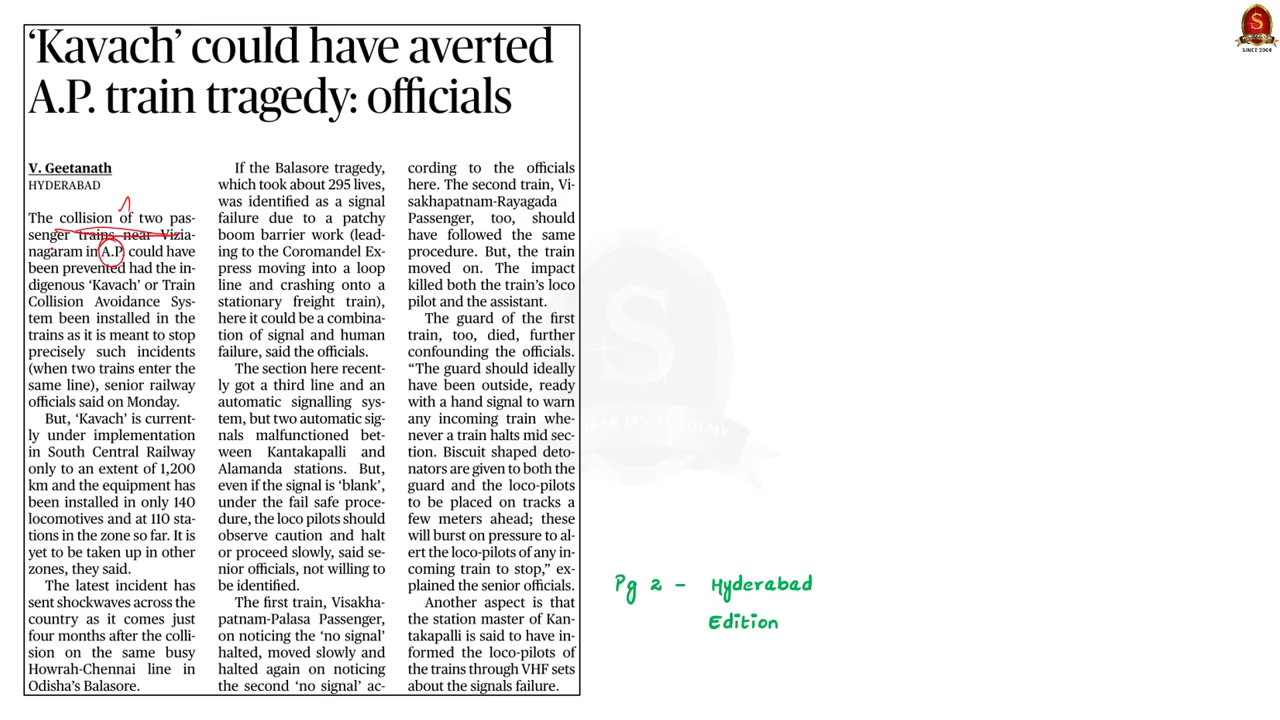 ‘Kavach’ could have averted
A.P. train tragedy: officials
V. Geetanath
HYDERABAD
The collision of two pas-
senger trains near Vizia-
nagaram in A.P. could have
been prevented had the in-
digenous ‘Kavach’ or Train
Collision Avoidance Sys-
tem been installed in the
trains as it is meant to stop
precisely such incidents
(when two trains enter the
same line), senior railway
officials said on Monday.
But, ‘Kavach’ is current-
ly under implementation
in South Central Railway
only to an extent of 1,200
km and the equipment has
been installed in only 140
locomotives and at 110 sta-
tions in the zone so far. It is
yet to be taken up in other
zones, they said.
The latest incident has
sent shockwaves across the
country as it comes just
four months after the colli-
sion on the same busy
Howrah-Chennai line in
Odisha’s Balasore.
If the Balasore tragedy,
which took about 295 lives,
was identified as a signal
failure due to a patchy
boom barrier work (lead-
ing to the Coromandel Ex-
press moving into a loop
line and crashing onto a
stationary freight train),
here it could be a combina-
tion of signal and human
failure, said the officials.
The section here recent-
ly got a third line and an
automatic signalling sys-
tem, but two automatic sig-
nals malfunctioned bet-
ween Kantakapalli and
Alamanda stations. But,
even if the signal is ‘blank’,
under the fail safe proce-
dure, the loco pilots should
observe caution and halt
or proceed slowly, said se-
nior officials, not willing to
be identified.
The first train, Visakha-
patnam-Palasa Passenger,
on noticing the ‘no signal’
halted, moved slowly and
halted again on noticing
the second ‘no signal’ ac-
cording to the officials
here. The second train, Vi-
sakhapatnam-Rayagada
Passenger, too, should
have followed the same
procedure. But, the train
moved on. The impact
killed both the train’s loco
pilot and the assistant.
The guard of the first
train, too, died, further
confounding the officials.
“The guard should ideally
have been outside, ready
with a hand signal to warn
any incoming train whe-
never a train halts mid sec-
tion. Biscuit shaped deto-
nators are given to both the
guard and the loco-pilots
to be placed on tracks a
few meters ahead; these
will burst on pressure to al-
ert the loco-pilots of any in-
coming train to stop,” ex-
plained the senior officials.
Another aspect is that
the station master of Kan-
takapalli is said to have in-
formed the loco-pilots of
the trains through VHF sets
about the signals failure.
Pg 2 - Hyderabad
Edition
S
SINCE 2004